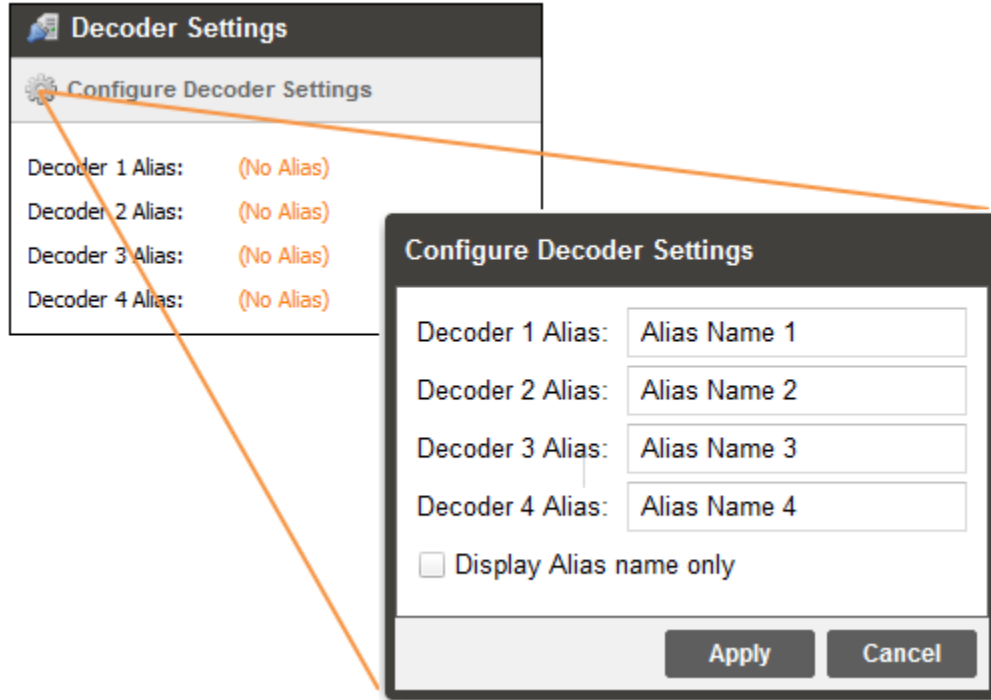 Decoder Settings
Configure Decoder Settings
Decoder 1 Alias: (No Alias)
Decoder 2 Alias: (No Alias)
Decoder 3 Alias: (No Alias)
Decoder 4 Alias: (No Alias)
Configure Decoder Settings
Decoder 1 Alias: Alias Name 1
Decoder 2 Alias: Alias Name 2
Decoder 3 Alias: Alias Name 3
Decoder 4 Alias: Alias Name 4
Display Alias name only
Apply Cancel